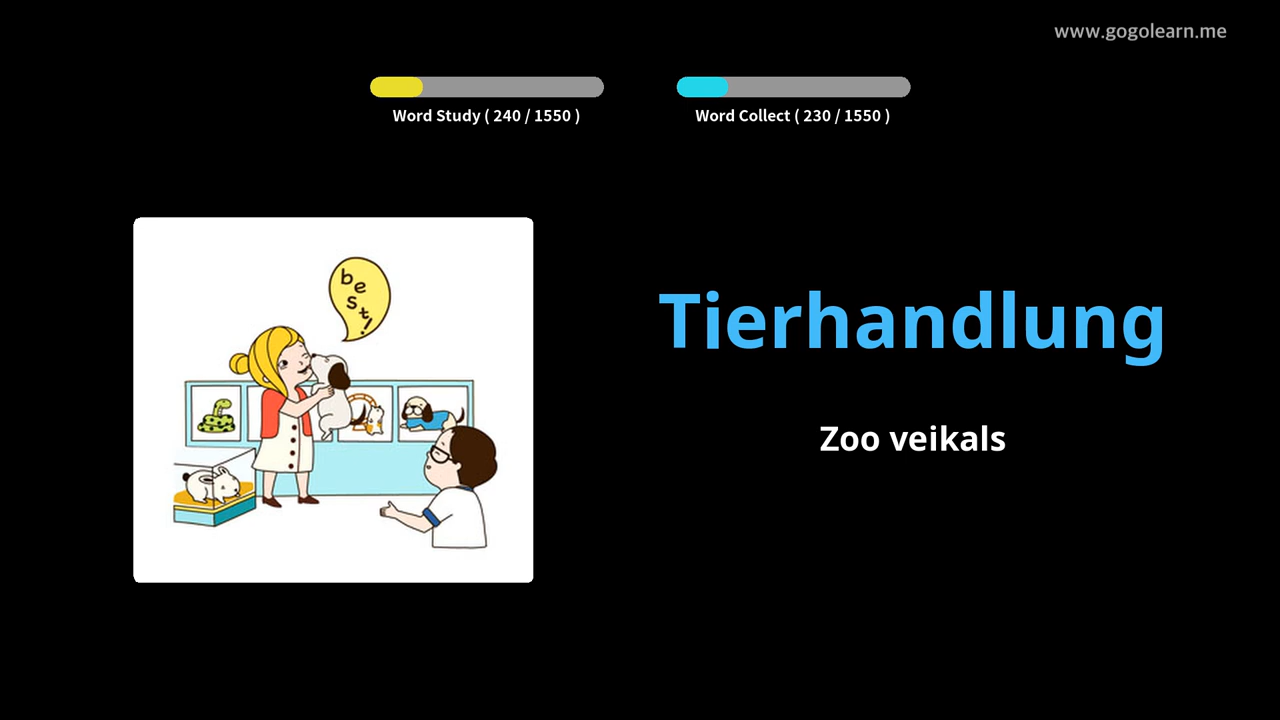 www.gogolearn.me
Word Study ( 240 / 1550 )
Word Collect ( 230 / 1550 )
best!
Tierhandlung
Zoo veikals